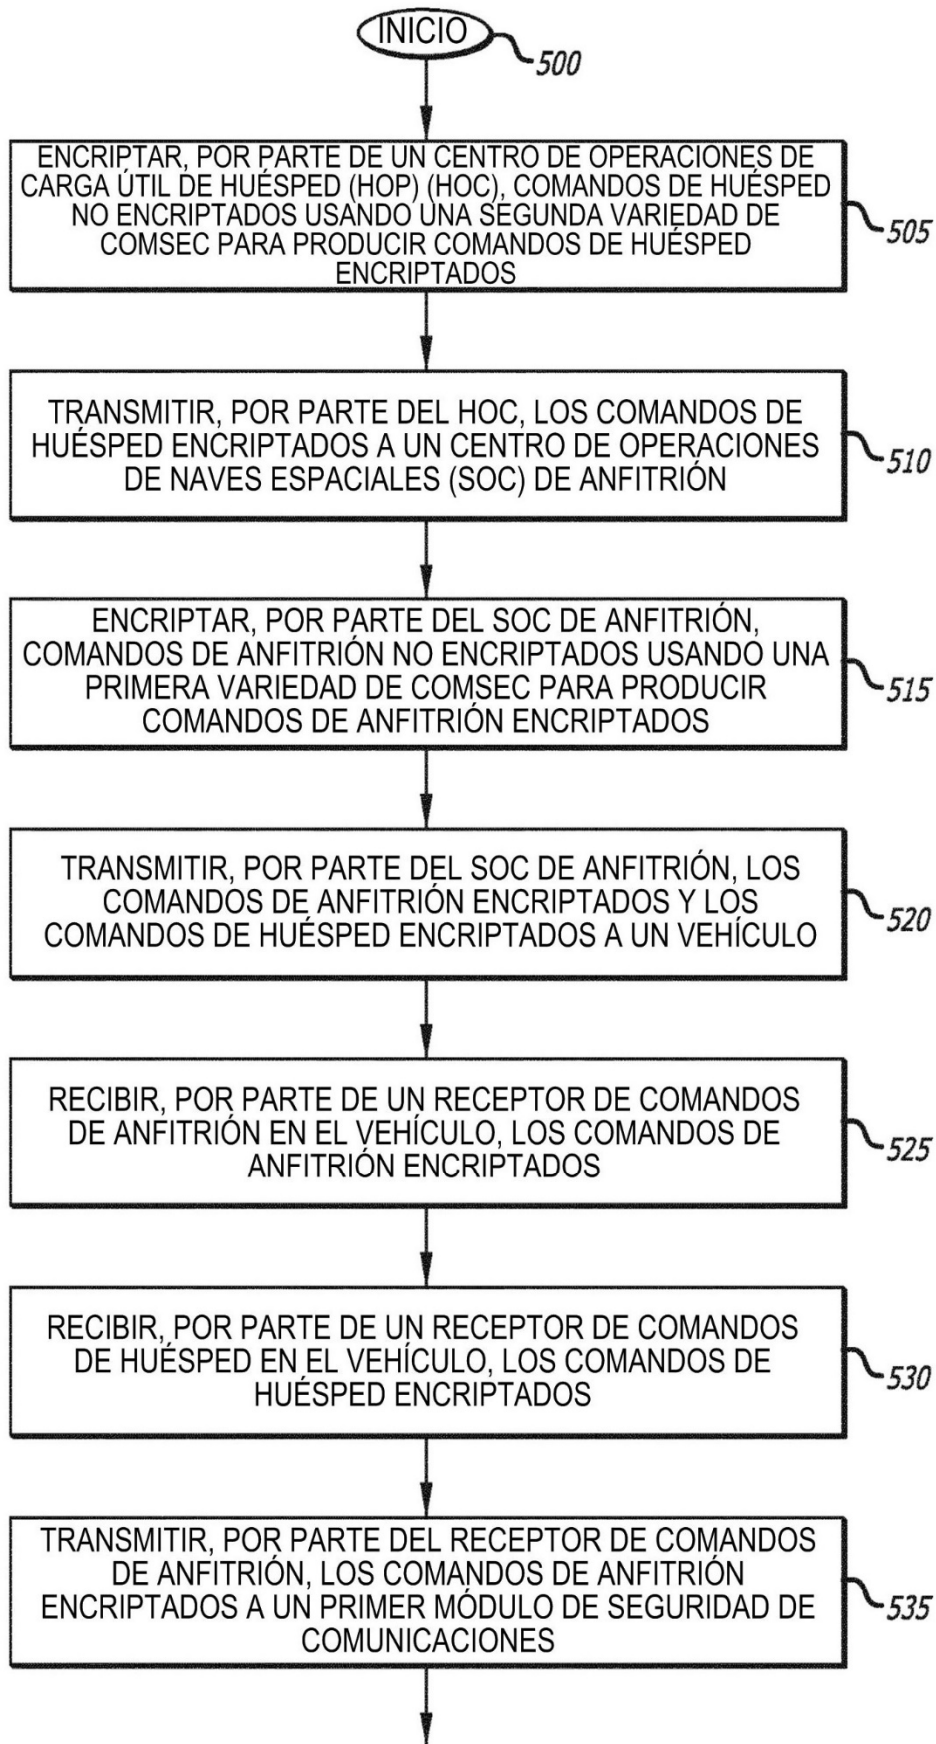 INICIO
500
ENCRIPTAR, POR PARTE DE UN CENTRO DE OPERACIONES DE
CARGA ÚTIL DE HUÉSPED (HOP) (HOC), COMANDOS DE HUÉSPED
NO ENCRIPTADOS USANDO UNA SEGUNDA VARIEDAD DE
COMSEC PARA PRODUCIR COMANDOS DE HUÉSPED
ENCRIPTADOS
505
TRANSMITIR, POR PARTE DEL HOC, LOS COMANDOS DE
HUÉSPED ENCRIPTADOS A UN CENTRO DE OPERACIONES
DE NAVES ESPACIALES (SOC) DE ANFITRIÓN
510
ENCRIPTAR, POR PARTE DEL SOC DE ANFITRIÓN,
COMANDOS DE ANFITRIÓN NO ENCRIPTADOS USANDO UNA
PRIMERA VARIEDAD DE COMSEC PARA PRODUCIR
COMANDOS DE ANFITRIÓN ENCRIPTADOS
515
TRANSMITIR, POR PARTE DEL SOC DE ANFITRIÓN, LOS
COMANDOS DE ANFITRIÓN ENCRIPTADOS Y LOS
COMANDOS DE HUÉSPED ENCRIPTADOS A UN VEHÍCULO
520
RECIBIR, POR PARTE DE UN RECEPTOR DE COMANDOS
DE ANFITRIÓN EN EL VEHÍCULO, LOS COMANDOS DE
ANFITRIÓN ENCRIPTADOS
525
RECIBIR, POR PARTE DE UN RECEPTOR DE COMANDOS
DE HUÉSPED EN EL VEHÍCULO, LOS COMANDOS DE
HUÉSPED ENCRIPTADOS
530
TRANSMITIR, POR PARTE DEL RECEPTOR DE COMANDOS
DE ANFITRIÓN, LOS COMANDOS DE ANFITRIÓN
ENCRIPTADOS A UN PRIMER MÓDULO DE SEGURIDAD DE
COMUNICACIONES
535